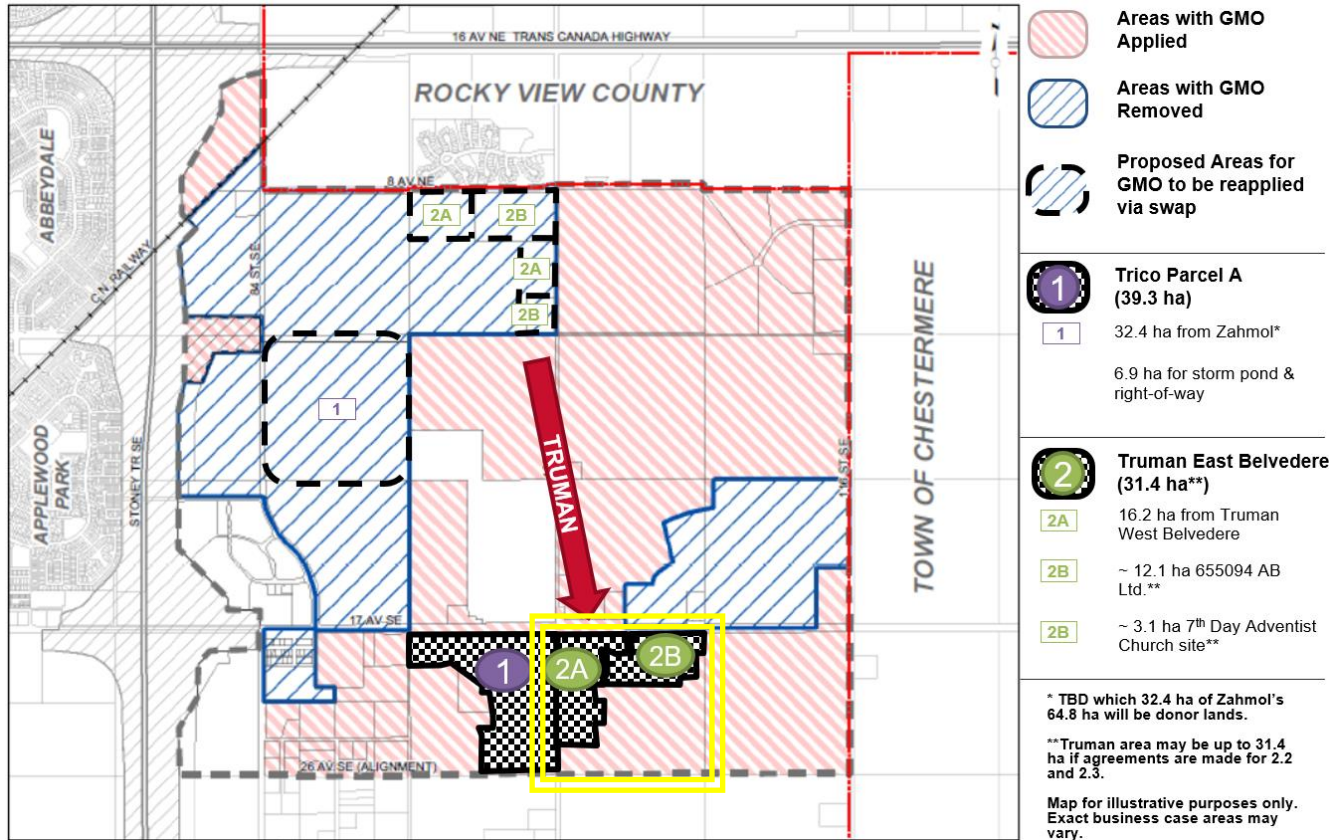 16 AV NE TRANS CANADA HIGHWAY
ROCKY VIEW COUNTY
ABBEYDALE
8 AV NE
2A
2B
84 ST SE
C.N. RAILWAY
2A
2B
1
TRUMAN
APPLEWOOD
PARK
STONEY TR SE
116 ST SE
TOWN OF CHESTERMERE
17 AV SE
1
2A
2B
26 AV SE (ALIGNMENT)
Areas with GMO
Applied
Areas with GMO
Removed
Proposed Areas for
GMO to be reapplied
via swap
1
Trico Parcel A
(39.3 ha)
1
32.4 ha from Zahmol*
6.9 ha for storm pond &
right-of-way
2
Truman East Belvedere
(31.4 ha**)
2A
16.2 ha from Truman
West Belvedere
2B
~ 12.1 ha 655094 AB
Ltd.**
2B
~ 3.1 ha 7th Day Adventist
Church site**
* TBD which 32.4 ha of Zahmol's
64.8 ha will be donor lands.
**Truman area may be up to 31.4
ha if agreements are made for 2.2
and 2.3.
Map for illustrative purposes only.
Exact business case areas may
vary.